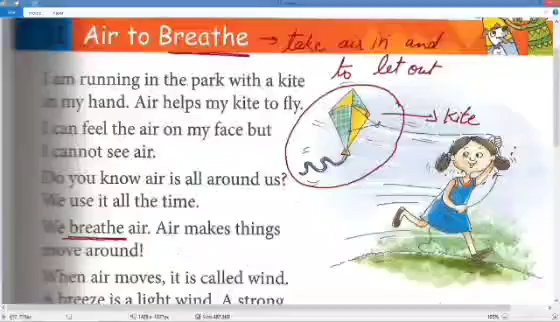 1 Air to Breathe → take air in and
to let out
I am running in the park with a kite
in my hand. Air helps my kite to fly.
→ kite
I can feel the air on my face but
I cannot see air.
Do you know air is all around us?
We use it all the time.
We breathe air. Air makes things
move around!
When air moves, it is called wind.
A breeze is a light wind. A strong